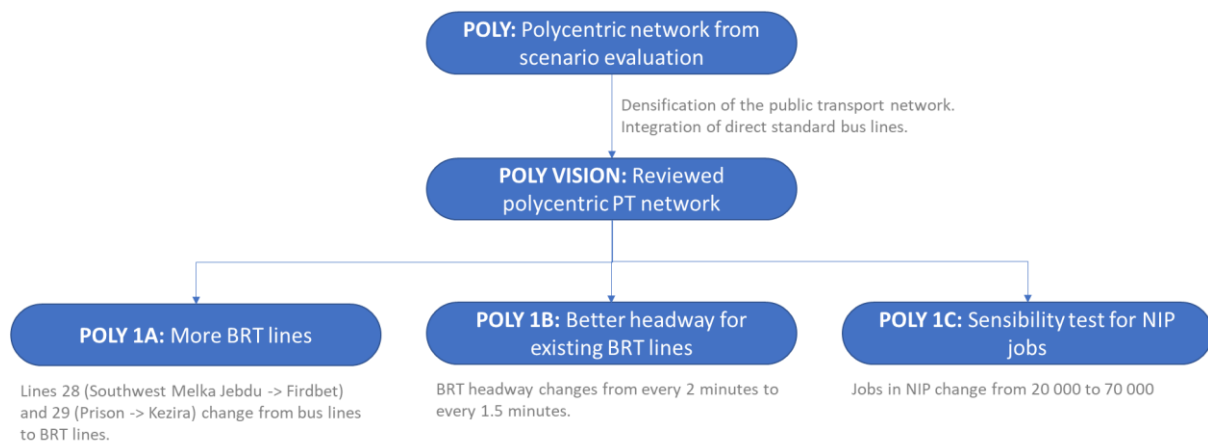 POLY: Polycentric network from
scenario evaluation
Densification of the public transport network.
Integration of direct standard bus lines.
POLY VISION: Reviewed
polycentric PT network
POLY 1A: More BRT lines
Lines 28 (Southwest Melka Jebdu -> Firdbet)
and 29 (Prison -> Kezira) change from bus lines
to BRT lines.
POLY 1B: Better headway for
existing BRT lines
BRT headway changes from every 2 minutes to
every 1.5 minutes.
POLY 1C: Sensibility test for NIP
jobs
Jobs in NIP change from 20 000 to 70 000